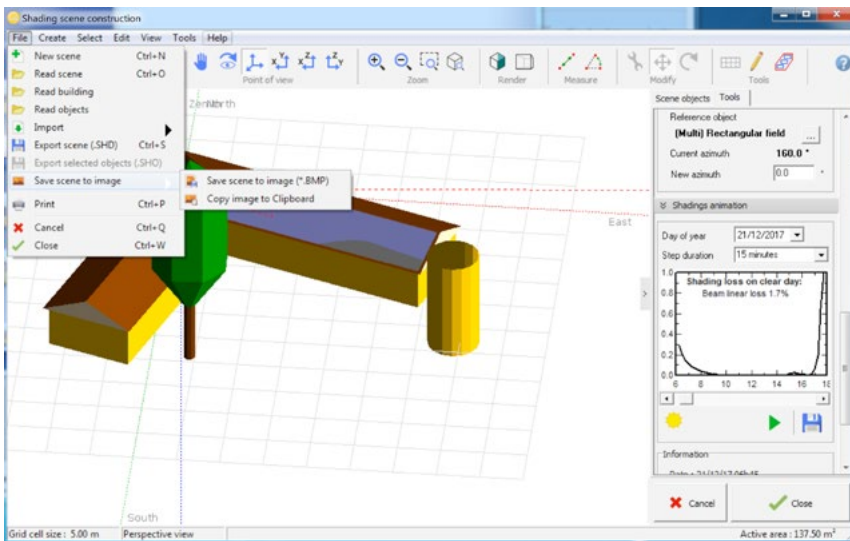 Shading scene construction
File Create Select Edit View Tools Help
New scene Ctrl+N
Read scene Ctrl+O
Read building
Read objects
Import
Export scene (.SHD) Ctrl+S
Export selected objects (.SHO)
Save scene to image
Print Ctrl+P
Cancel Ctrl+Q
Close Ctrl+W
Save scene to image (*.BMP)
Copy image to Clipboard
Point of view
Zoom
Render
Measure
Modify
Tools
North
East
South
Scene objects Tools
Reference object
(Multi) Rectangular field ...
Current azimuth 160.0 °
New azimuth 0.0 °
Shadings animation
Day of year 21/12/2017
Step duration 15 minutes
Shading loss on clear day:
Beam linear loss 1.7%
1.0
0.8
0.6
0.4
0.2
0.0
6 8 10 12 14 16 18
Information
Cancel Close
Grid cell size : 5.00 m Perspective view Active area : 137.50 m²